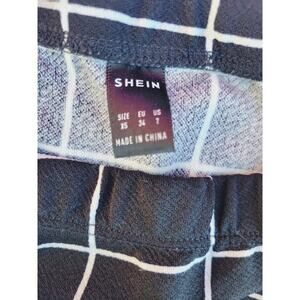 SHEIN
SIZE EU US
XS 34 2
MADE IN CHINA